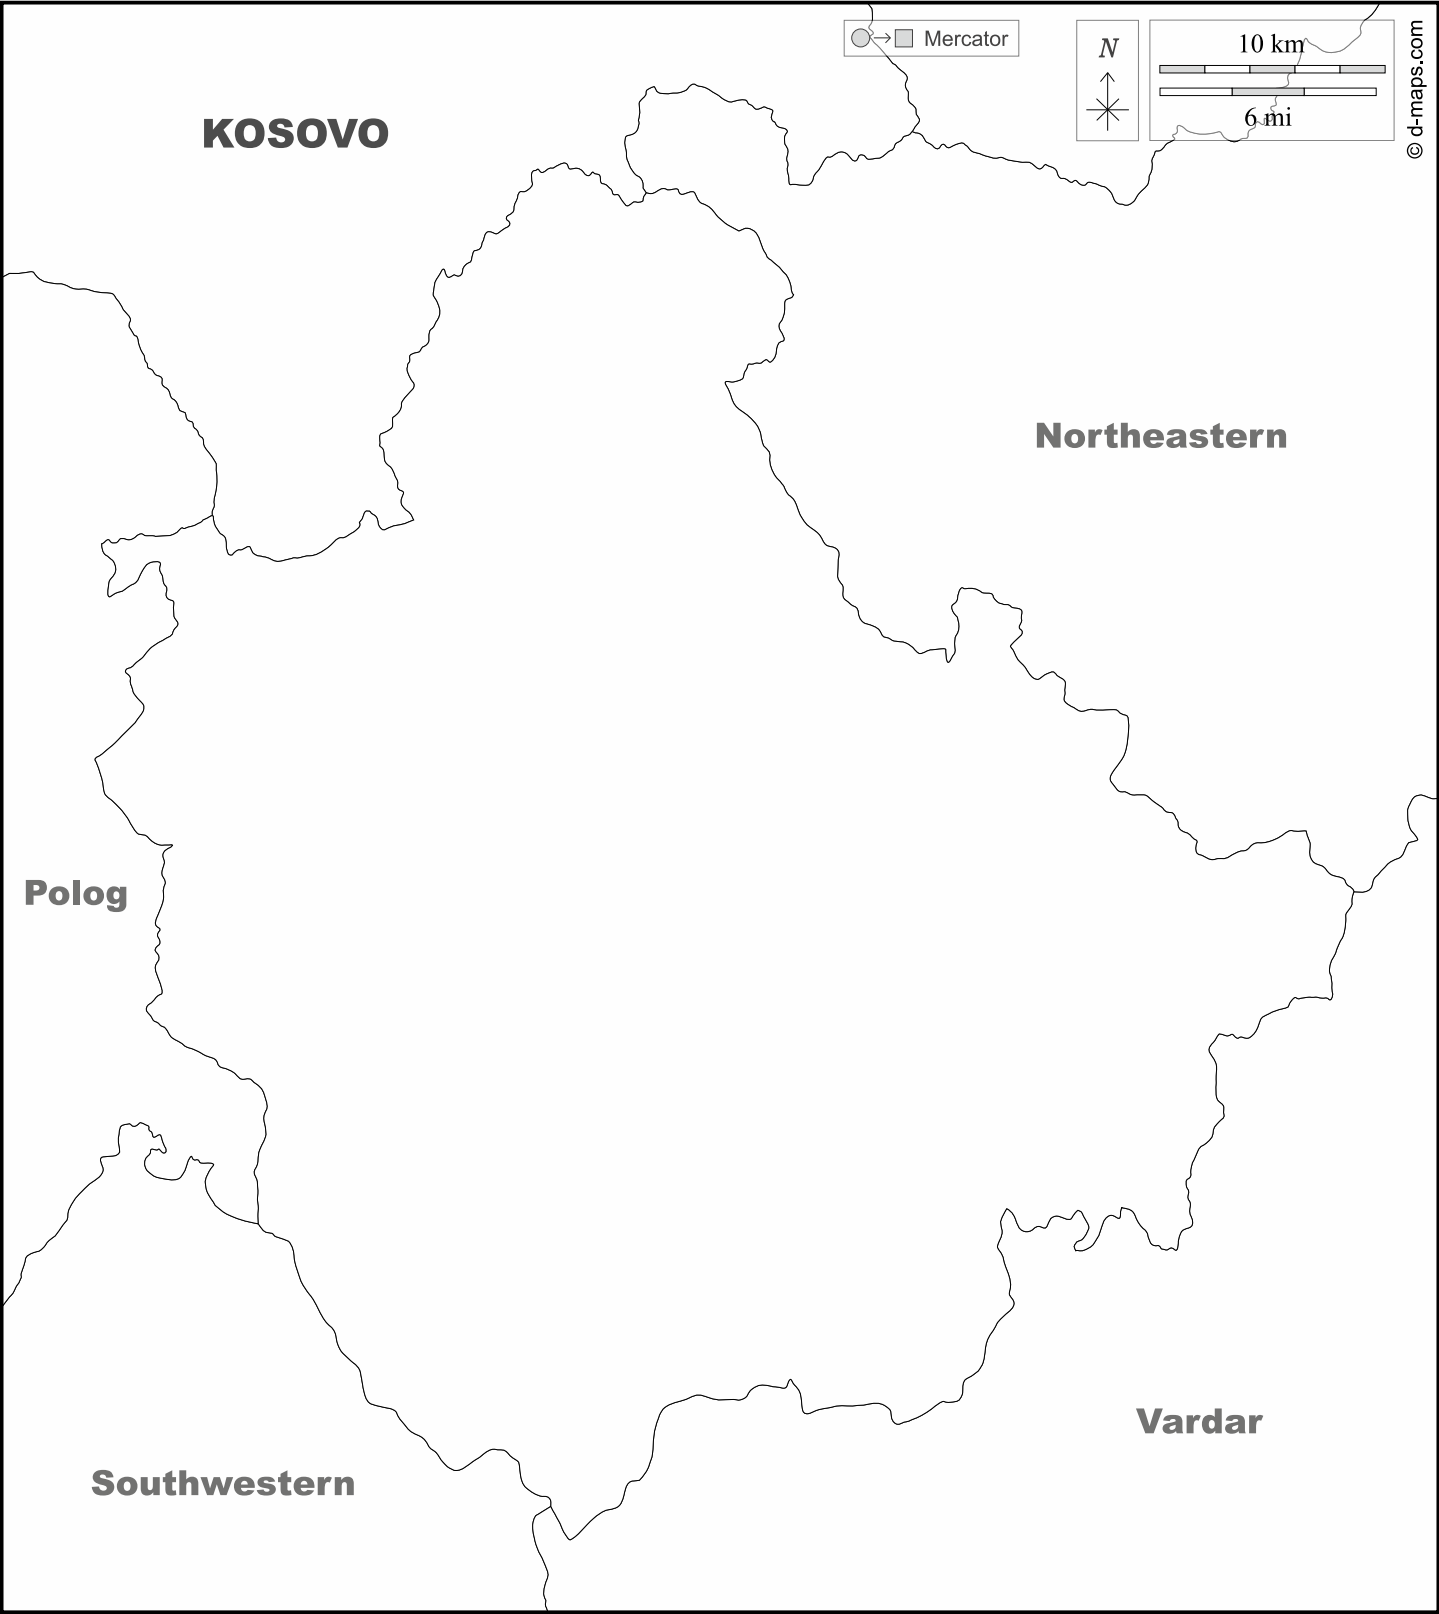 Mercator
N
10 km
6 mi
© d-maps.com
KOSOVO
Northeastern
Polog
Vardar
Southwestern